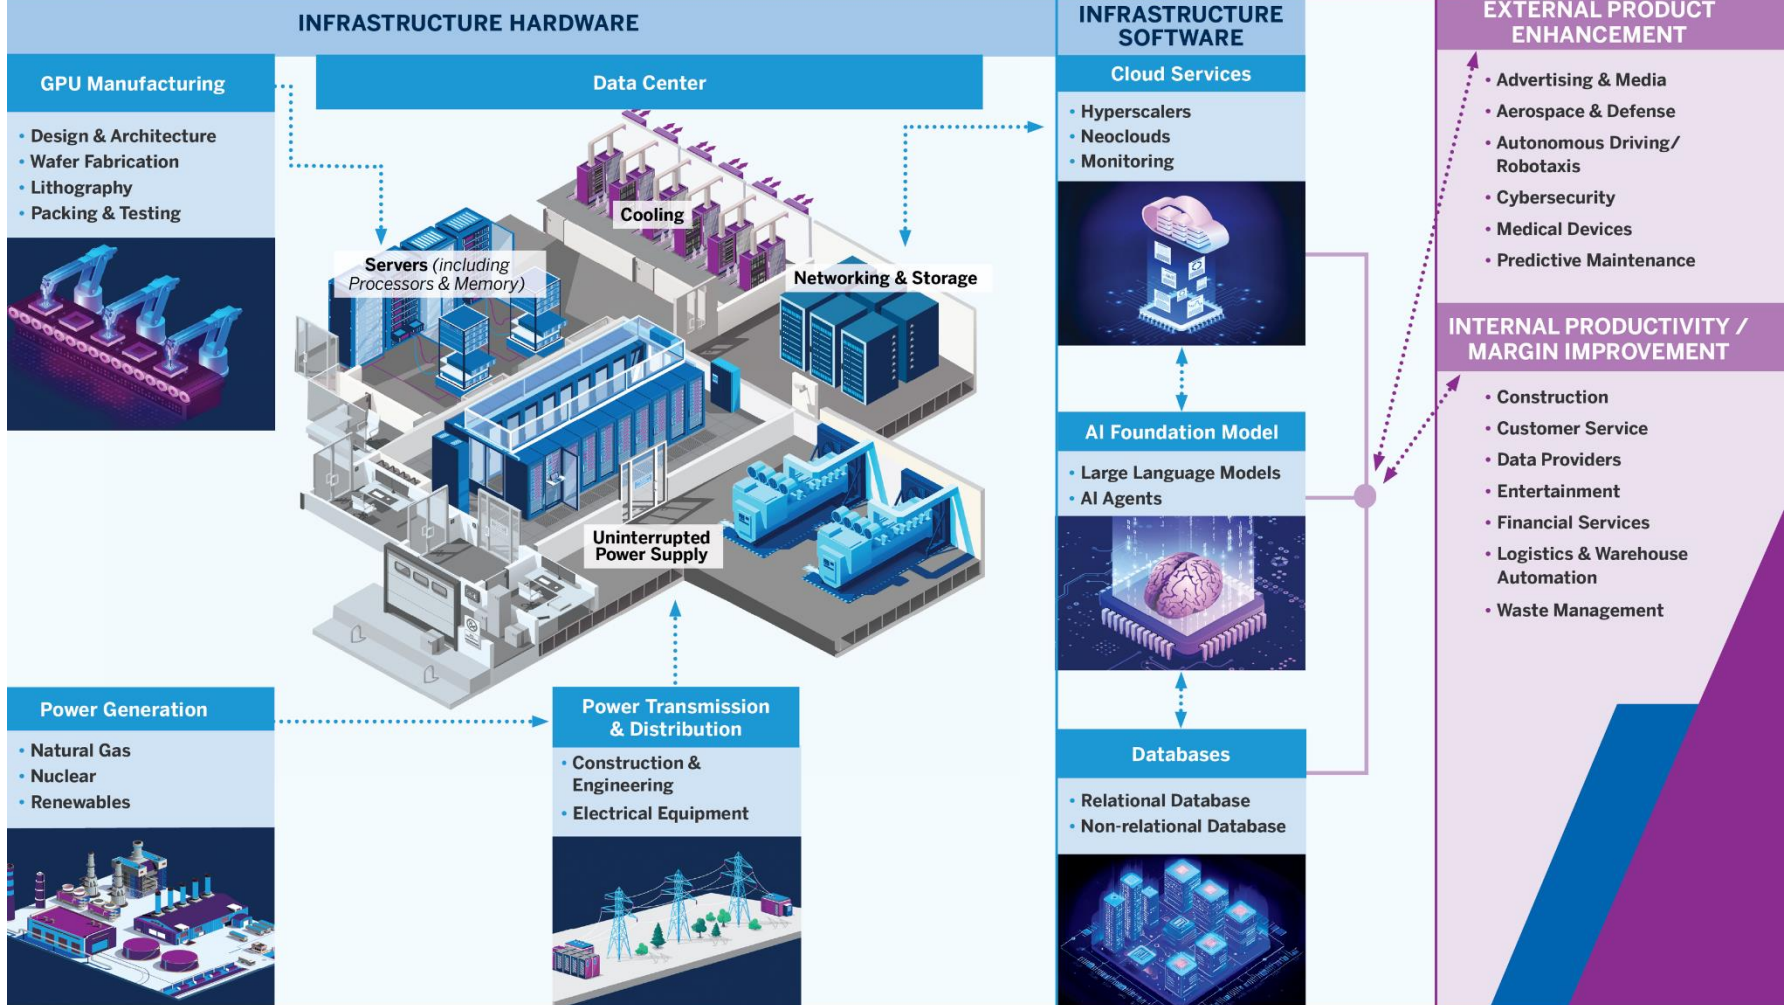 INFRASTRUCTURE HARDWARE
GPU Manufacturing
• Design & Architecture
• Wafer Fabrication
• Lithography
• Packing & Testing
Data Center
Cooling
Servers (including
Processors & Memory)
Networking & Storage
Uninterrupted
Power Supply
Power Generation
• Natural Gas
• Nuclear
• Renewables
Power Transmission
& Distribution
• Construction &
Engineering
• Electrical Equipment
INFRASTRUCTURE
SOFTWARE
Cloud Services
• Hyperscalers
• Neoclouds
• Monitoring
AI Foundation Model
• Large Language Models
• AI Agents
Databases
• Relational Database
• Non-relational Database
EXTERNAL PRODUCT
ENHANCEMENT
• Advertising & Media
• Aerospace & Defense
• Autonomous Driving/
Robotaxis
• Cybersecurity
• Medical Devices
• Predictive Maintenance
INTERNAL PRODUCTIVITY /
MARGIN IMPROVEMENT
• Construction
• Customer Service
• Data Providers
• Entertainment
• Financial Services
• Logistics & Warehouse
Automation
• Waste Management